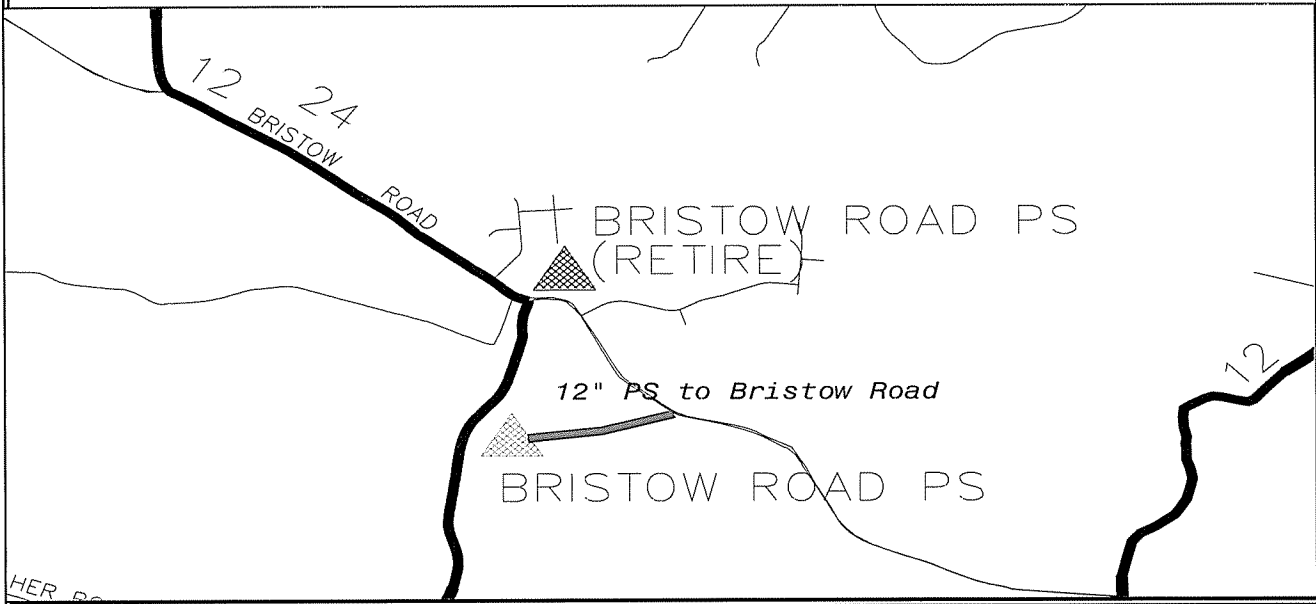 12 24
BRISTOW ROAD
BRISTOW ROAD PS
(RETIRE)
12
12" PS to Bristow Road
BRISTOW ROAD PS
HER